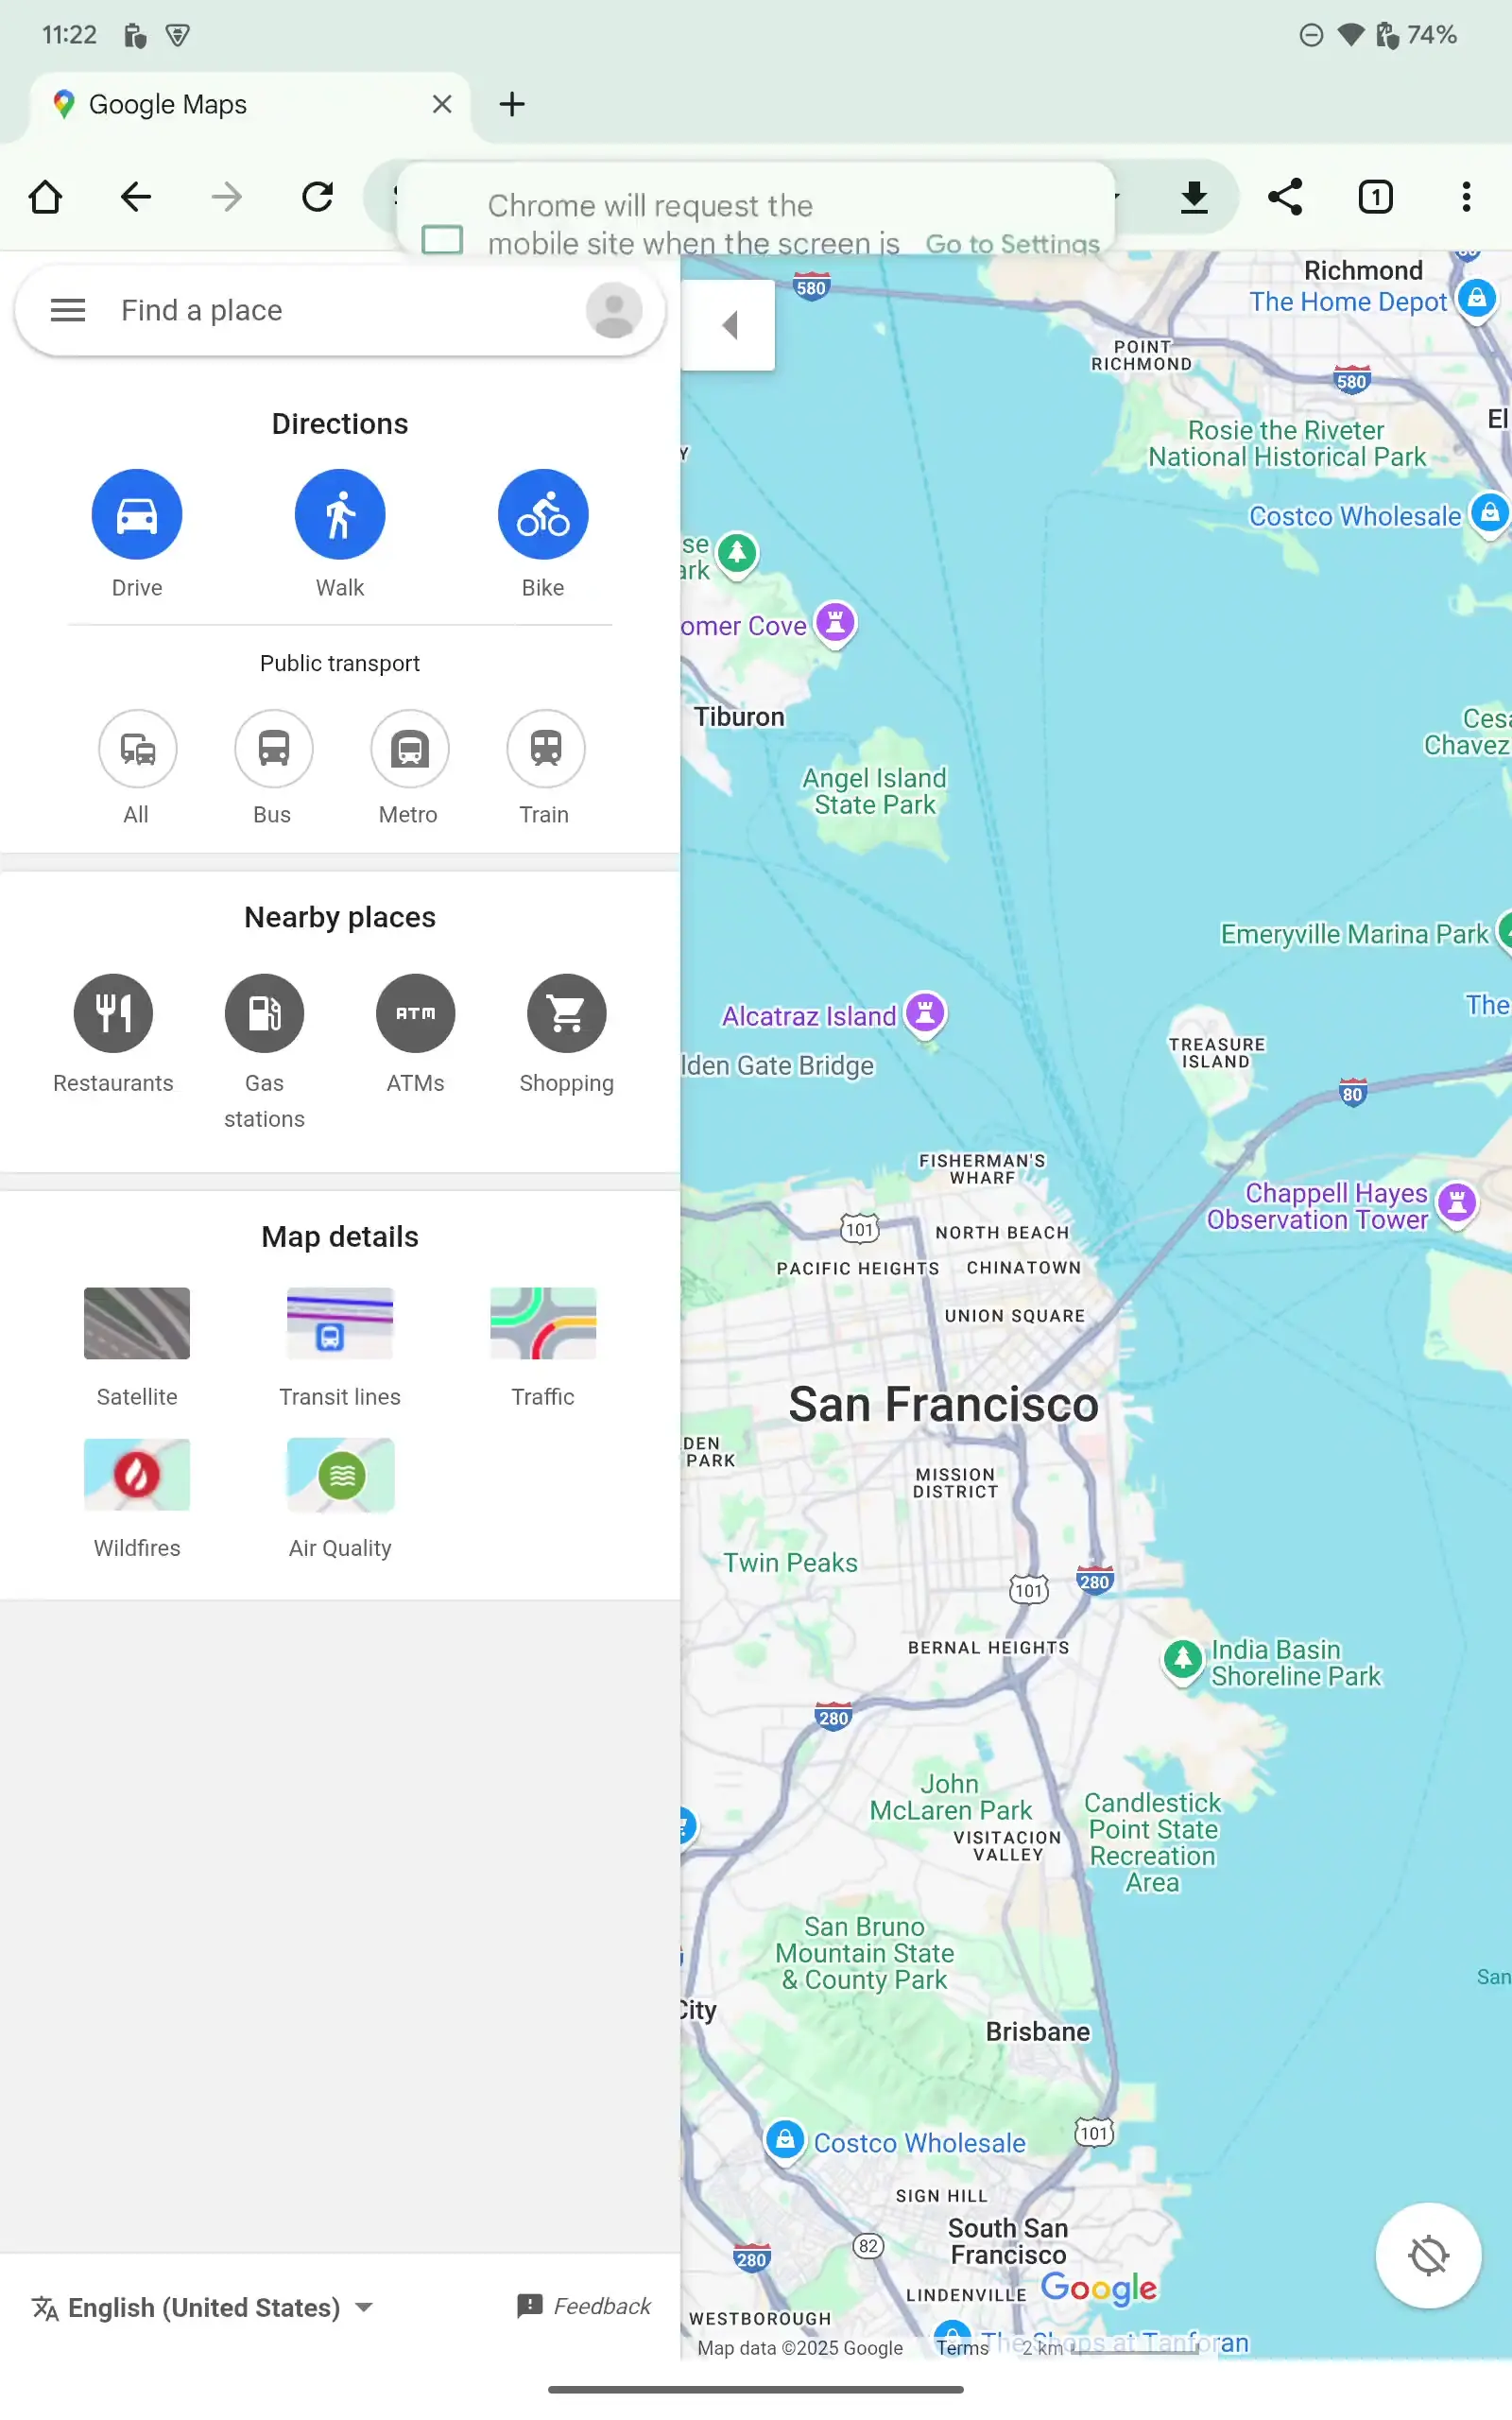 11:22
74%
Google Maps
Chrome will request the
mobile site when the screen is
Go to Settings
1
Find a place
Directions
Drive
Walk
Bike
Public transport
All
Bus
Metro
Train
Nearby places
Restaurants
Gas
stations
ATM
ATMs
Shopping
Map details
Satellite
Transit lines
Traffic
Wildfires
Air Quality
English (United States)
Feedback
580
Richmond
The Home Depot
POINT
RICHMOND
580
El
Rosie the Riveter
National Historical Park
Costco Wholesale
se
ark
omer Cove
Tiburon
Angel Island
State Park
Cesa
Chavez
Emeryville Marina Park
The
Alcatraz Island
lden Gate Bridge
TREASURE
ISLAND
80
FISHERMAN'S
WHARF
Chappell Hayes
Observation Tower
101
NORTH BEACH
PACIFIC HEIGHTS
CHINATOWN
UNION SQUARE
San Francisco
DEN
PARK
MISSION
DISTRICT
Twin Peaks
101
280
BERNAL HEIGHTS
India Basin
Shoreline Park
280
John
McLaren Park
VISITACION
VALLEY
Candlestick
Point State
Recreation
Area
San Bruno
Mountain State
& County Park
San
City
Brisbane
Costco Wholesale
101
SIGN HILL
South San
Francisco
82
280
LINDENVILLE
Google
WESTBOROUGH
The Shops at Tanforan
Map data ©2025 Google
Terms
2 km